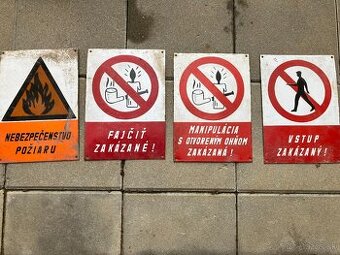 NEBEZPEČENSTVO
POŽIARU
FAJČIŤ
ZAKÁZANÉ!
MANIPULÁCIA
S OTVORENÝM OHŇOM
ZAKÁZANÁ!
VSTUP
ZAKÁZANÝ!